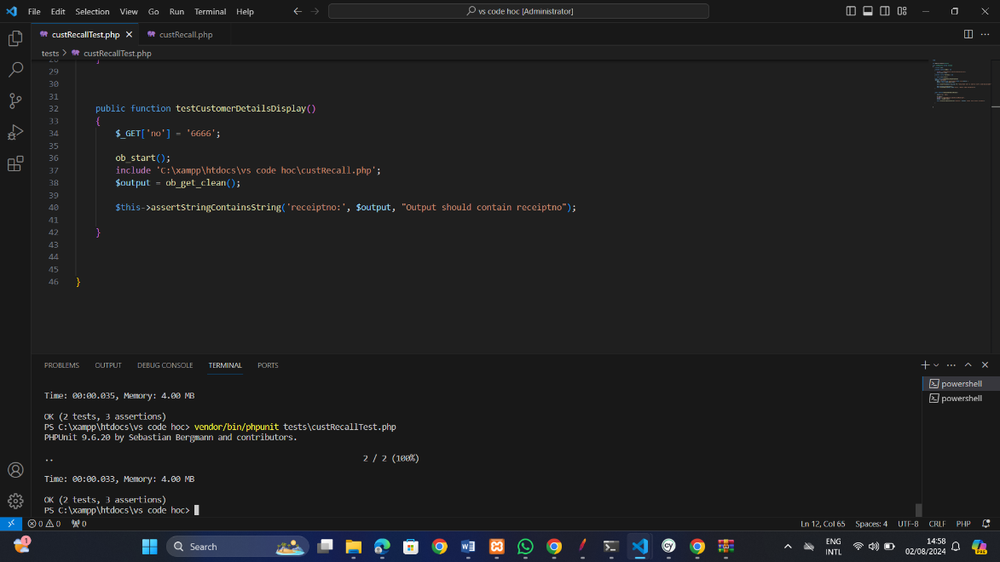 File Edit Selection View Go Run Terminal Help
vs code hoc [Administrator]
custRecallTest.php
custRecall.php
tests > custRecallTest.php
28 }
29
30
31
32 public function testCustomerDetailsDisplay()
33 {
34 $_GET['no'] = '6666';
35
36 ob_start();
37 include 'C:\xampp\htdocs\vs code hoc\custRecall.php';
38 $output = ob_get_clean();
39
40 $this->assertStringContainsString('receiptno:', $output, "Output should contain receiptno");
41
42 }
43
44
45
46 }
PROBLEMS OUTPUT DEBUG CONSOLE TERMINAL PORTS
powershell
powershell
Time: 00:00.035, Memory: 4.00 MB
OK (2 tests, 3 assertions)
PS C:\xampp\htdocs\vs code hoc> vendor/bin/phpunit tests\custRecallTest.php
PHPUnit 9.6.20 by Sebastian Bergmann and contributors.
.. 2 / 2 (100%)
Time: 00:00.033, Memory: 4.00 MB
OK (2 tests, 3 assertions)
PS C:\xampp\htdocs\vs code hoc>
0 0 0 Ln 12, Col 65 Spaces: 4 UTF-8 CRLF PHP
1
Search
ENG
INTL
14:58
02/08/2024